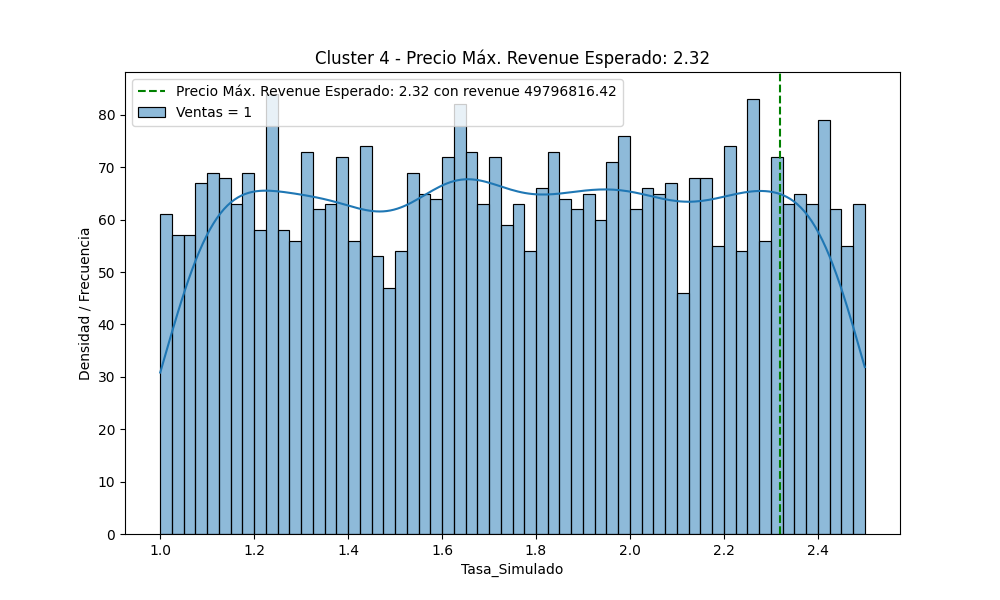 Cluster 4 - Precio Máx. Revenue Esperado: 2.32
Precio Máx. Revenue Esperado: 2.32 con revenue 49796816.42
Ventas = 1
Densidad / Frecuencia
80
70
60
50
40
30
20
10
0
1.0 1.2 1.4 1.6 1.8 2.0 2.2 2.4
Tasa_Simulado